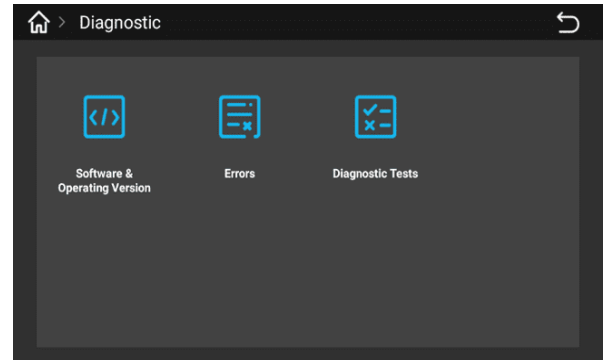 > Diagnostic
Software &
Operating Version
Errors
Diagnostic Tests